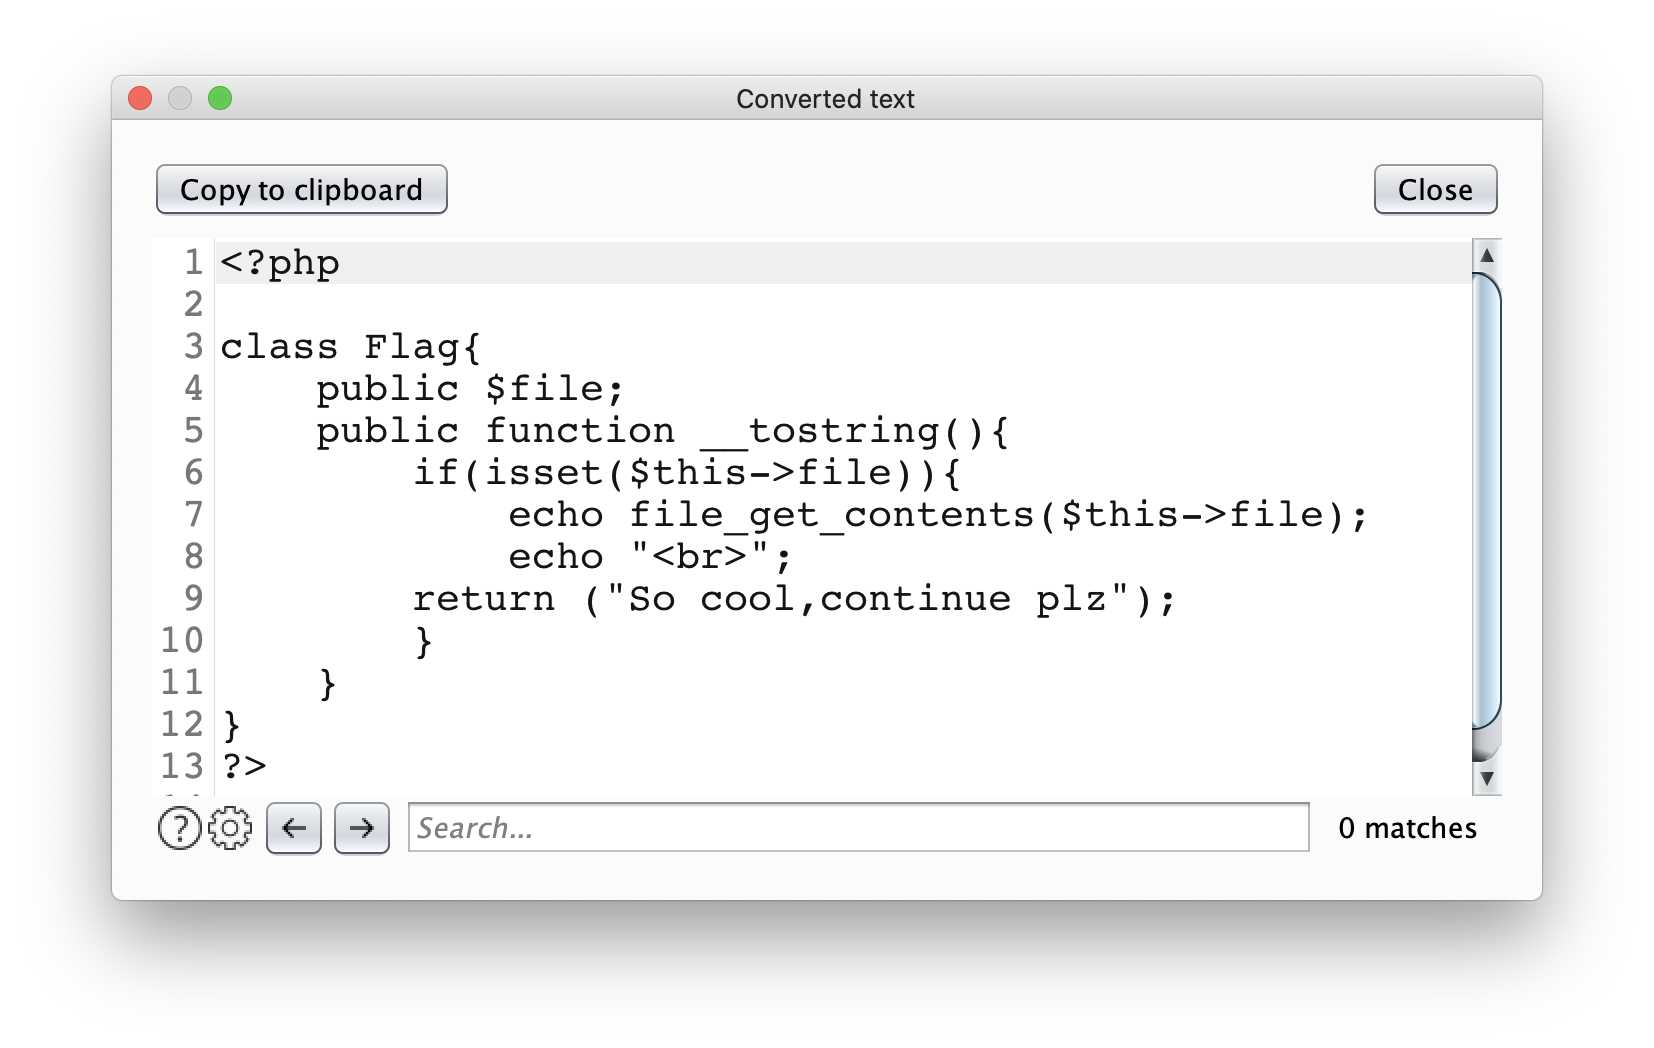 Converted text
Copy to clipboard Close
1 <?php
2
3 class Flag{
4     public $file;
5     public function __tostring(){
6         if(isset($this->file)){
7             echo file_get_contents($this->file);
8             echo "<br>";
9         return ("So cool,continue plz");
10         }
11     }
12 }
13 ?>
? ← → Search... 0 matches